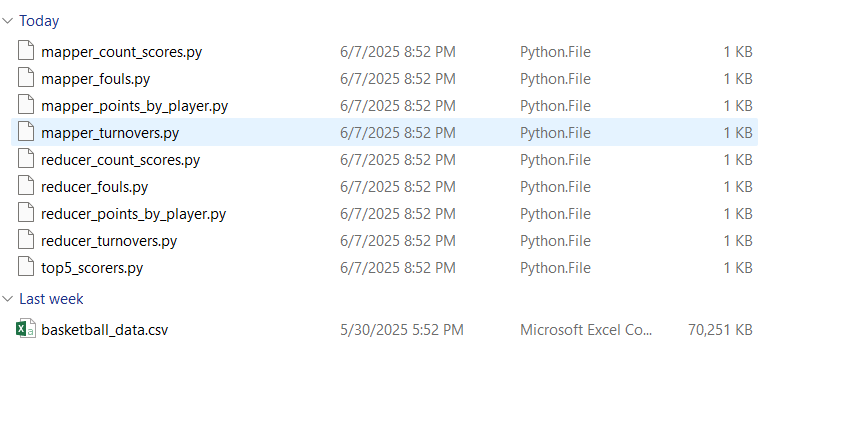 Today
mapper_count_scores.py 6/7/2025 8:52 PM Python.File 1 KB
mapper_fouls.py 6/7/2025 8:52 PM Python.File 1 KB
mapper_points_by_player.py 6/7/2025 8:52 PM Python.File 1 KB
mapper_turnovers.py 6/7/2025 8:52 PM Python.File 1 KB
reducer_count_scores.py 6/7/2025 8:52 PM Python.File 1 KB
reducer_fouls.py 6/7/2025 8:52 PM Python.File 1 KB
reducer_points_by_player.py 6/7/2025 8:52 PM Python.File 1 KB
reducer_turnovers.py 6/7/2025 8:52 PM Python.File 1 KB
top5_scorers.py 6/7/2025 8:52 PM Python.File 1 KB
Last week
basketball_data.csv 5/30/2025 5:52 PM Microsoft Excel Co... 70,251 KB